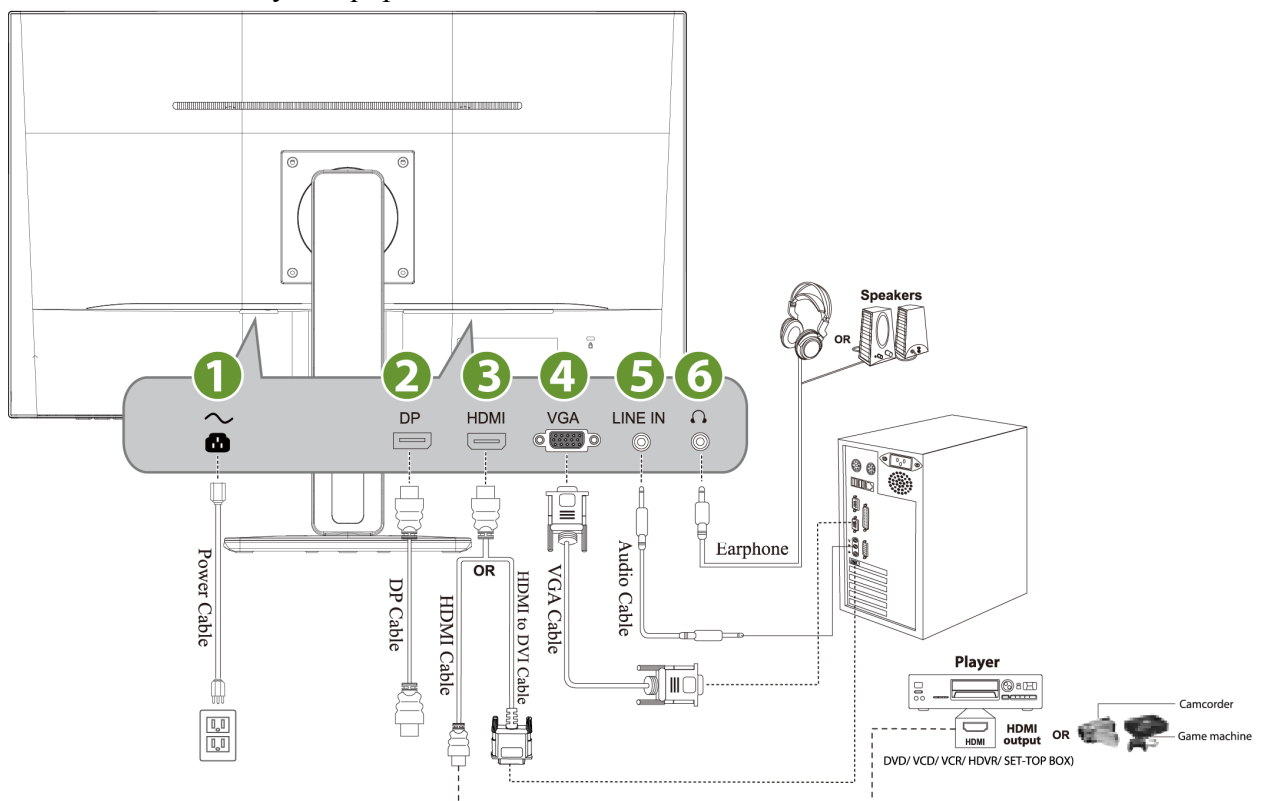 Speakers
OR
1
2
3
4
5
6
DP
HDMI
VGA
LINE IN
Power Cable
DP Cable
HDMI Cable
OR
HDMI to DVI Cable
VGA Cable
Audio Cable
Earphone
Player
HDMI
HDMI
output
OR
Camcorder
Game machine
DVD/ VCD/ VCR/ HDVR/ SET-TOP BOX)